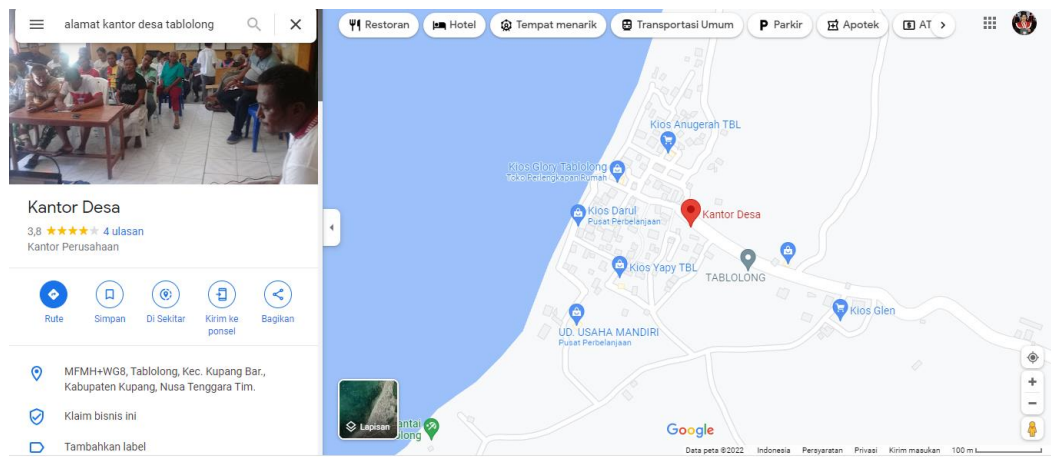 alamat kantor desa tablolong
Restoran
Hotel
Tempat menarik
Transportasi Umum
P Parkir
Apotek
AT
Kantor Desa
3,8 4 ulasan
Kantor Perusahaan
Rute
Simpan
Di Sekitar
Kirim ke
ponsel
Bagikan
MFMH+WG8, Tablolong, Kec. Kupang Bar.,
Kabupaten Kupang, Nusa Tenggara Tim.
Klaim bisnis ini
Tambahkan label
Kios Anugerah TBL
Kios Glory Tablolong
Toko Perlengkapan Rumah
Kios Darul
Pusat Perbelanjaan
Kantor Desa
Kios Yapy TBL
TABLOLONG
Kios Glen
UD. USAHA MANDIRI
Pusat Perbelanjaan
antai
long
Lapisan
Google
Data peta ©2022 Indonesia Persyaratan Privasi Kirim masukan 100 m